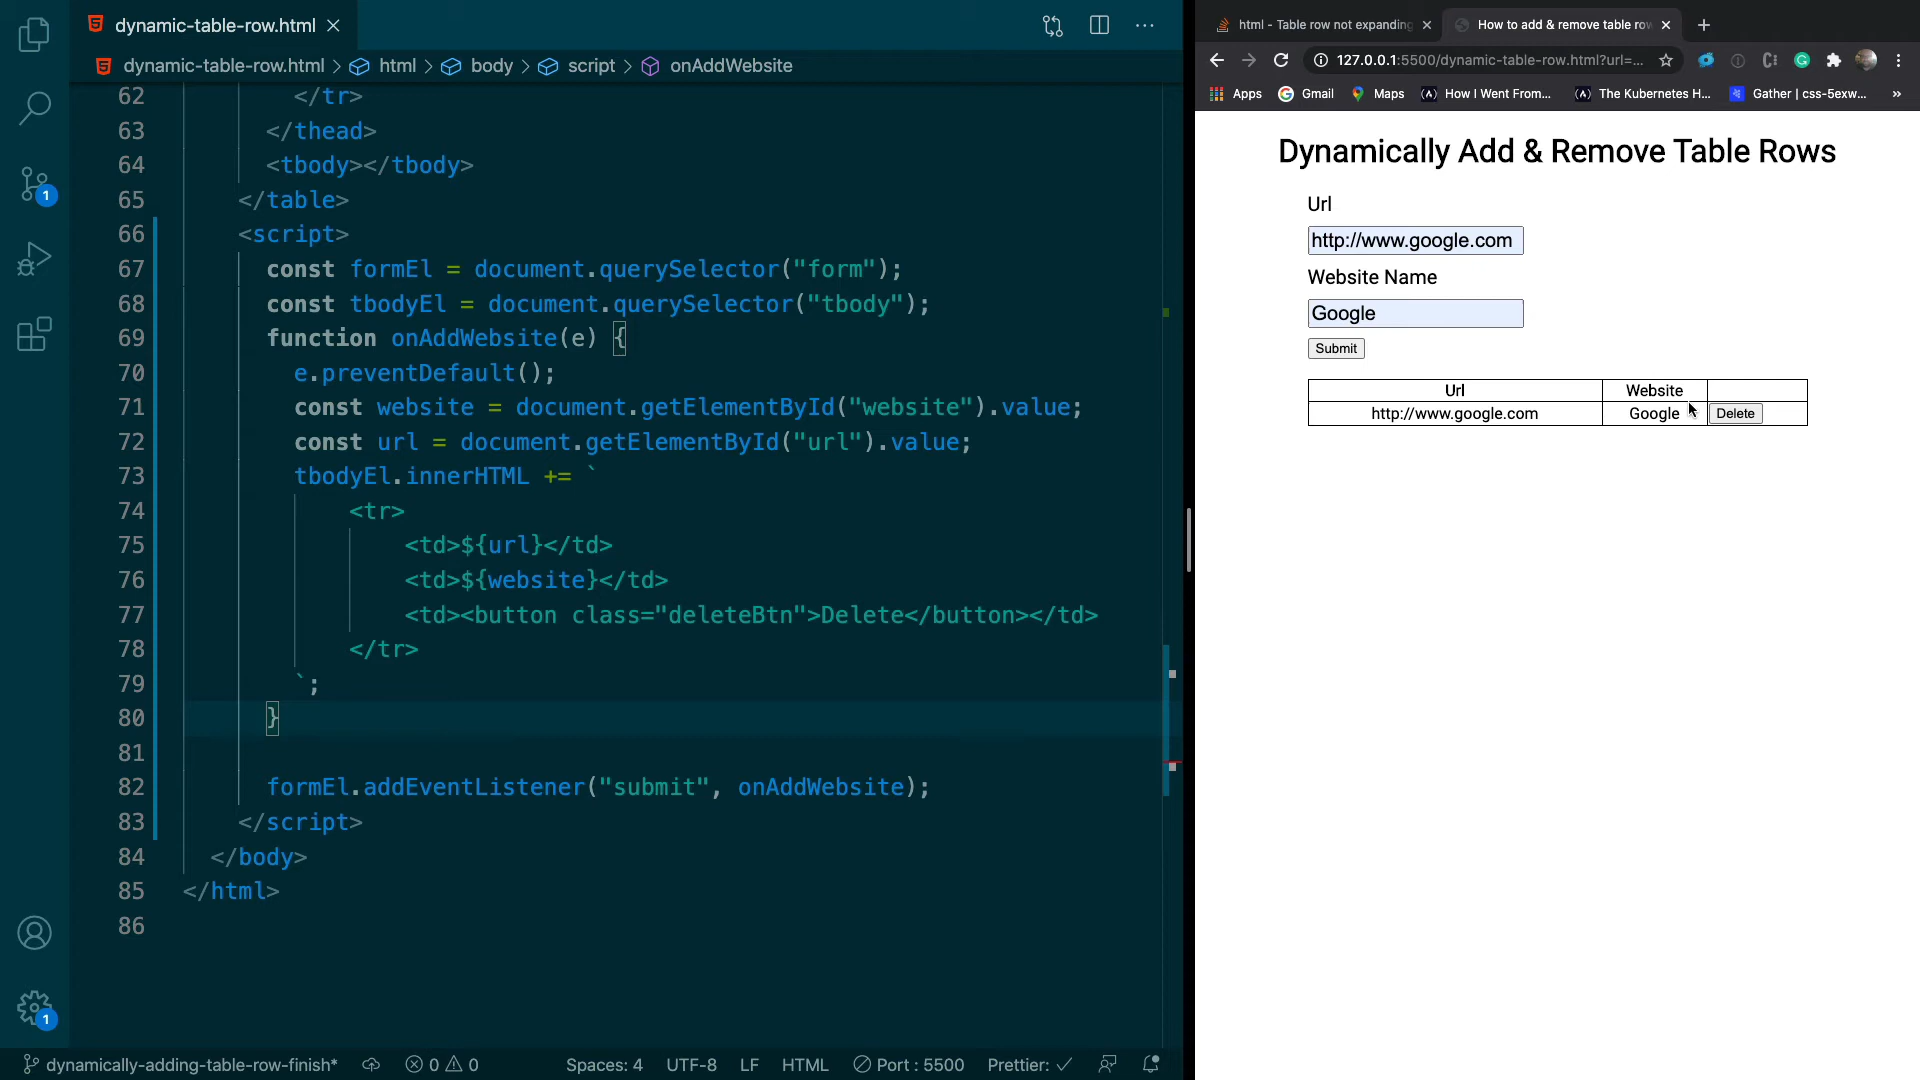 dynamic-table-row.html
dynamic-table-row.html > html > body > script > onAddWebsite
62 </tr>
63 </thead>
64 <tbody></tbody>
65 </table>
66 <script>
67 const formEl = document.querySelector("form");
68 const tbodyEl = document.querySelector("tbody");
69 function onAddWebsite(e) {
70 e.preventDefault();
71 const website = document.getElementById("website").value;
72 const url = document.getElementById("url").value;
73 tbodyEl.innerHTML += `
74 <tr>
75 <td>${url}</td>
76 <td>${website}</td>
77 <td><button class="deleteBtn">Delete</button></td>
78 </tr>
79 `;
80 }
81
82 formEl.addEventListener("submit", onAddWebsite);
83 </script>
84 </body>
85 </html>
86
1
1
dynamically-adding-table-row-finish* 0 0 Spaces: 4 UTF-8 LF HTML Port : 5500 Prettier: ✓
html - Table row not expanding How to add & remove table row
127.0.0.1:5500/dynamic-table-row.html?url=...
Apps Gmail Maps How I Went From... The Kubernetes H... Gather | css-5exw... »
Dynamically Add & Remove Table Rows
Url
http://www.google.com
Website Name
Google
Submit
Url Website
http://www.google.com Google Delete